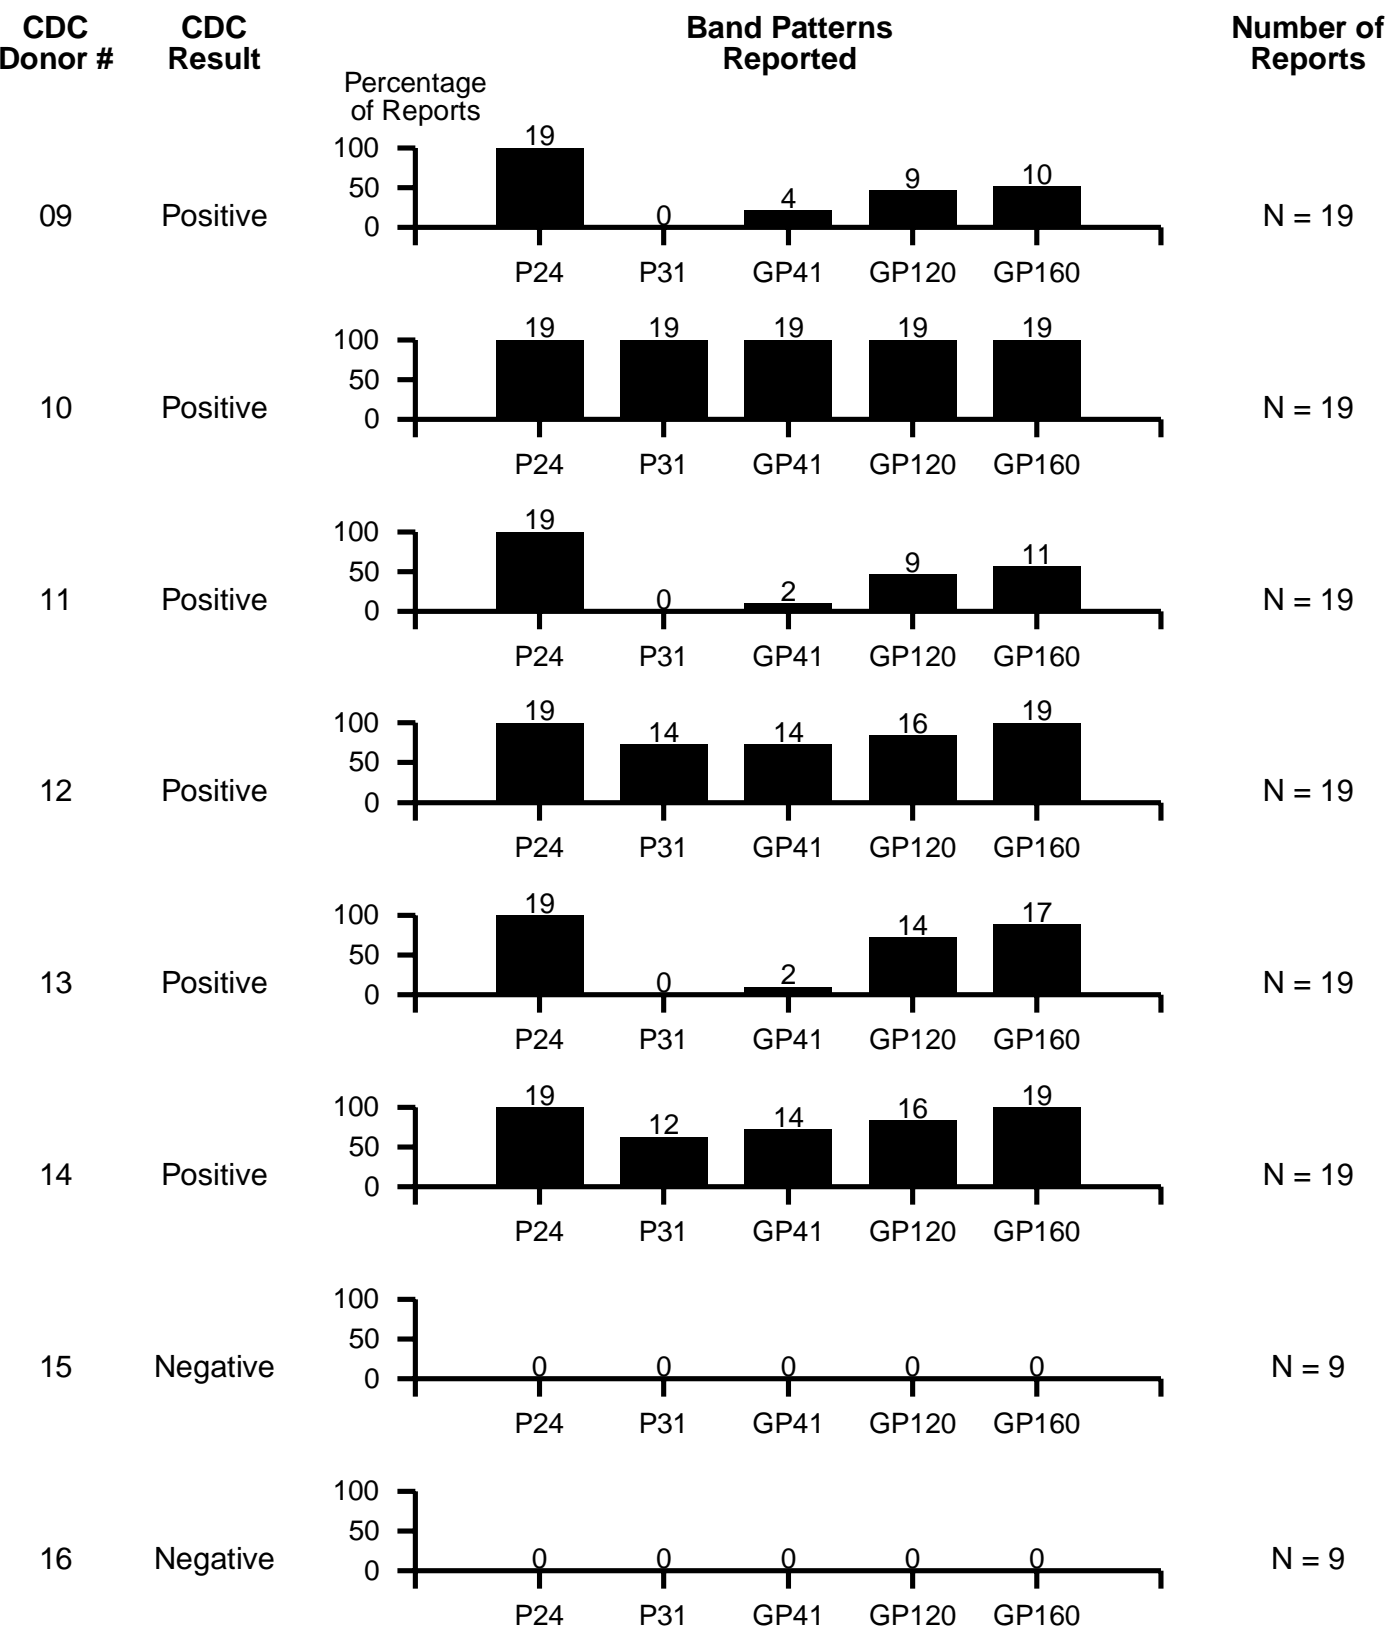 CDC CDC Band Patterns Number of
Donor # Result Reported Reports
Percentage
of Reports
19
100
50
0
0 4 9 10
09 Positive N = 19
P24 P31 GP41 GP120 GP160
19 19 19 19 19
100
50
0
10 Positive N = 19
P24 P31 GP41 GP120 GP160
19
100
50
0
0 2 9 11
11 Positive N = 19
P24 P31 GP41 GP120 GP160
19 14 14 16 19
100
50
0
12 Positive N = 19
P24 P31 GP41 GP120 GP160
19 0 2 14 17
100
50
0
13 Positive N = 19
P24 P31 GP41 GP120 GP160
19 12 14 16 19
100
50
0
14 Positive N = 19
P24 P31 GP41 GP120 GP160
100
50
0
0 0 0 0 0
15 Negative N = 9
P24 P31 GP41 GP120 GP160
100
50
0
0 0 0 0 0
16 Negative N = 9
P24 P31 GP41 GP120 GP160